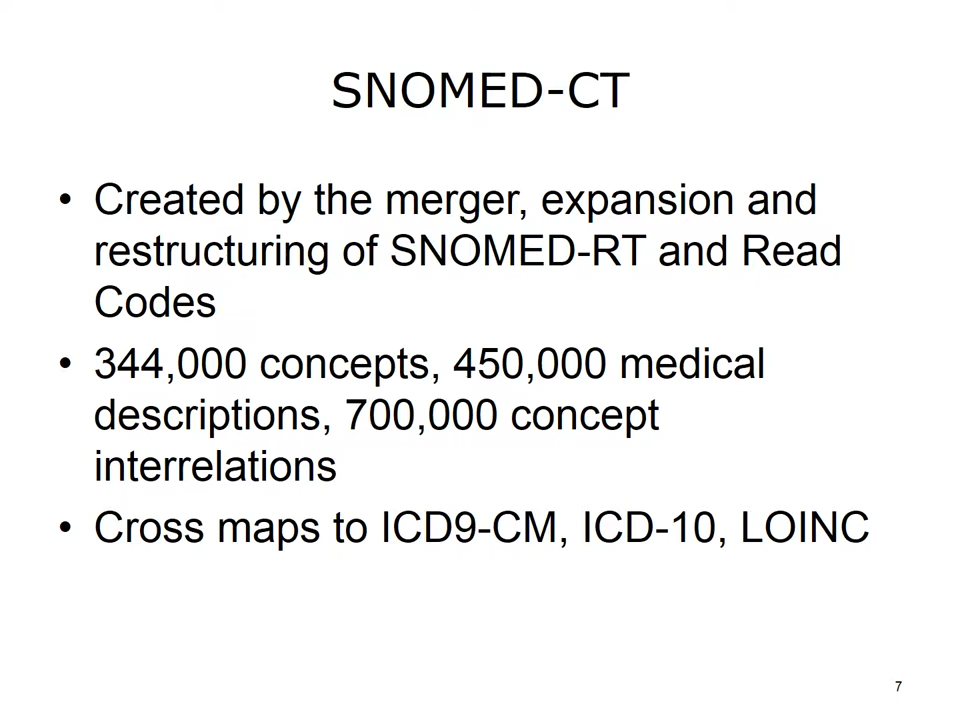 SNOMED-CT
• Created by the merger, expansion and
restructuring of SNOMED-RT and Read
Codes
• 344,000 concepts, 450,000 medical
descriptions, 700,000 concept
interrelations
• Cross maps to ICD9-CM, ICD-10, LOINC
7